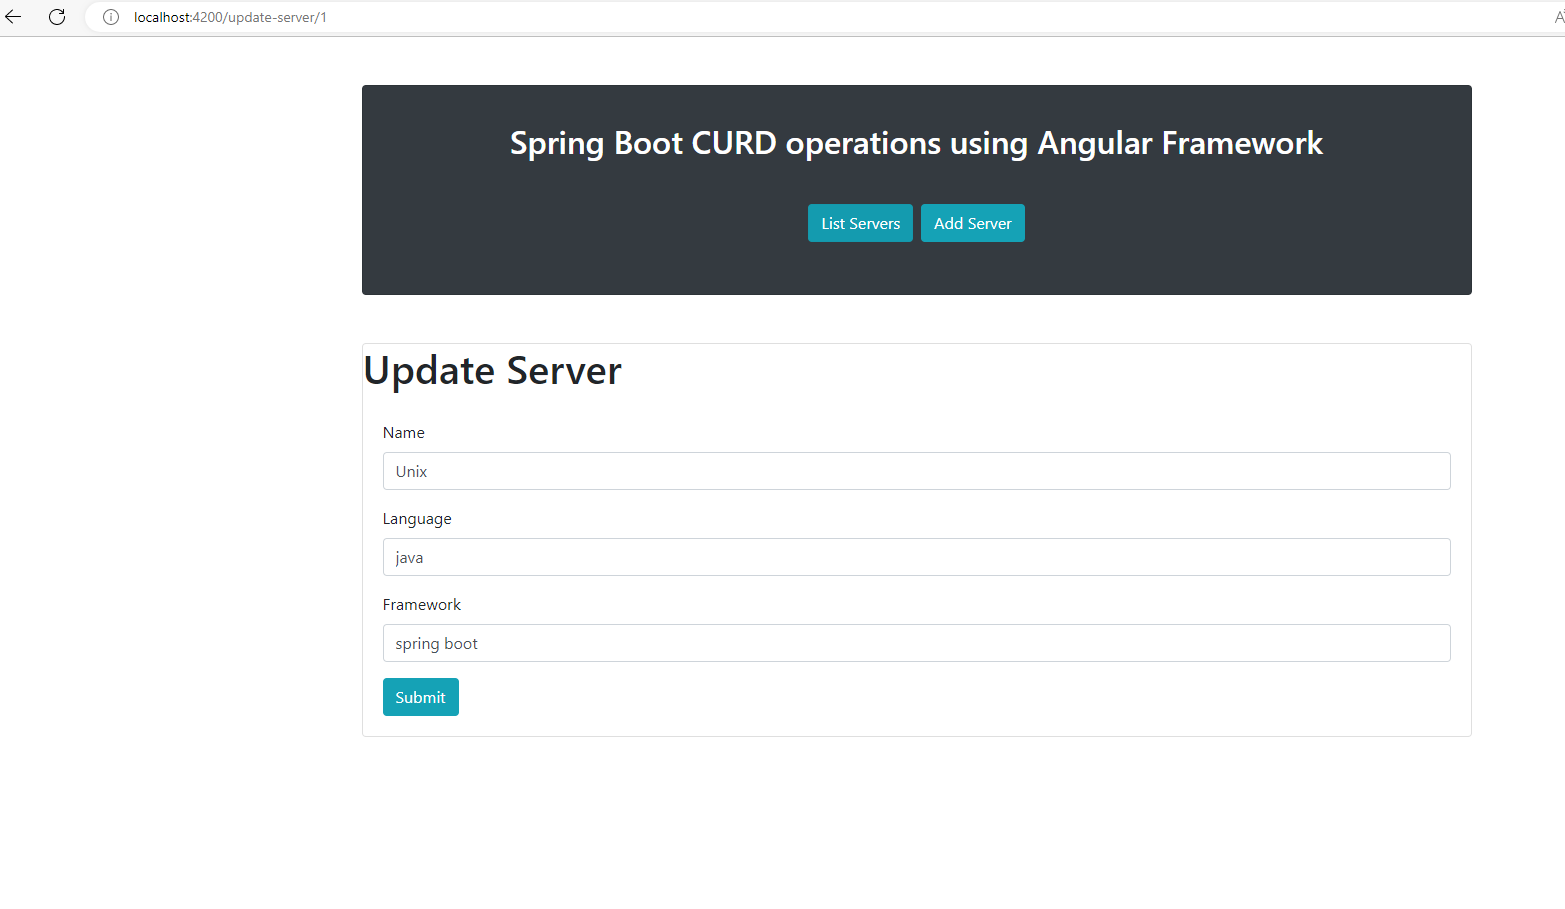 localhost:4200/update-server/1
Spring Boot CURD operations using Angular Framework
List Servers Add Server
Update Server
Name
Unix
Language
java
Framework
spring boot
Submit